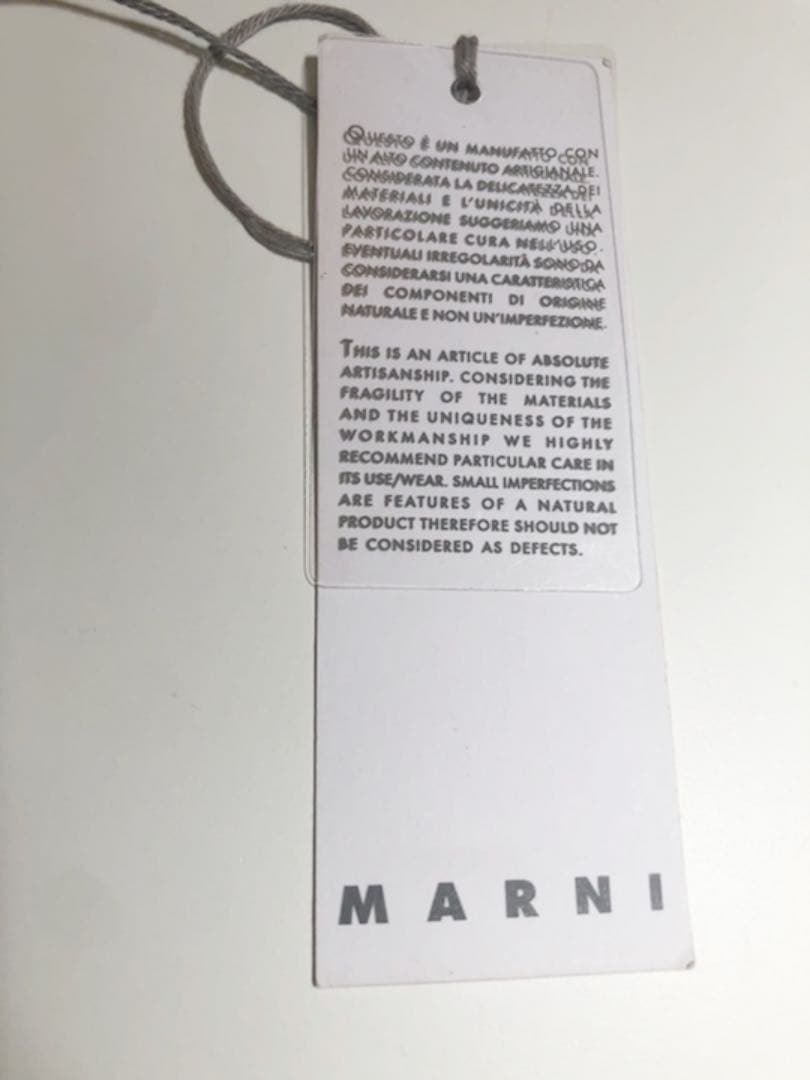 QUESTO È UN MANUFATTO CON
UN ALTO CONTENUTO ARTIGIANALE.
CONSIDERATA LA DELICATEZZA DEI
MATERIALI E L'UNICITÀ DELLA
LAVORAZIONE SUGGERIAMO UNA
PARTICOLARE CURA NELL'USO.
EVENTUALI IRREGOLARITÀ SONO DA
CONSIDERARSI UNA CARATTERISTICA
DEI COMPONENTI DI ORIGINE
NATURALE E NON UN'IMPERFEZIONE.
THIS IS AN ARTICLE OF ABSOLUTE
ARTISANSHIP. CONSIDERING THE
FRAGILITY OF THE MATERIALS
AND THE UNIQUENESS OF THE
WORKMANSHIP WE HIGHLY
RECOMMEND PARTICULAR CARE IN
ITS USE/WEAR. SMALL IMPERFECTIONS
ARE FEATURES OF A NATURAL
PRODUCT THEREFORE SHOULD NOT
BE CONSIDERED AS DEFECTS.
MARNI